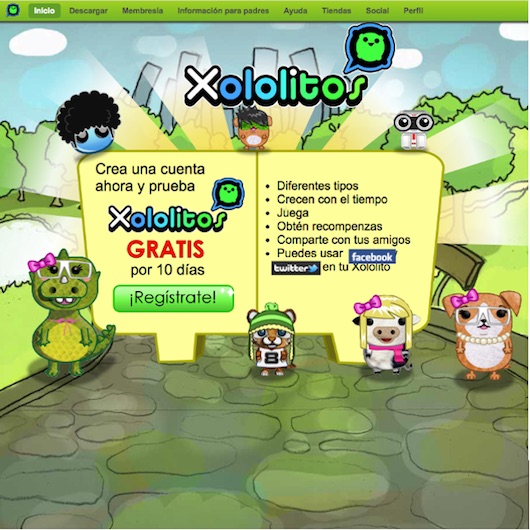 Inicio Descargar Membresía Información para padres Ayuda Tiendas Social Perfil
Xololitos
Crea una cuenta
ahora y prueba
Xololitos
GRATIS
por 10 días
¡Regístrate!
Diferentes tipos
Crecen con el tiempo
Juega
Obtén recompenzas
Comparte con tus amigos
Puedes usar facebook
twitter en tu Xololito
8